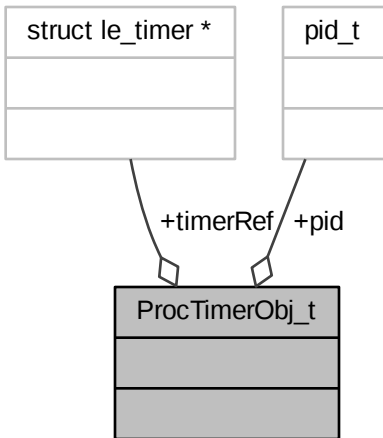 struct le_timer *
pid_t
+timerRef
+pid
ProcTimerObj_t